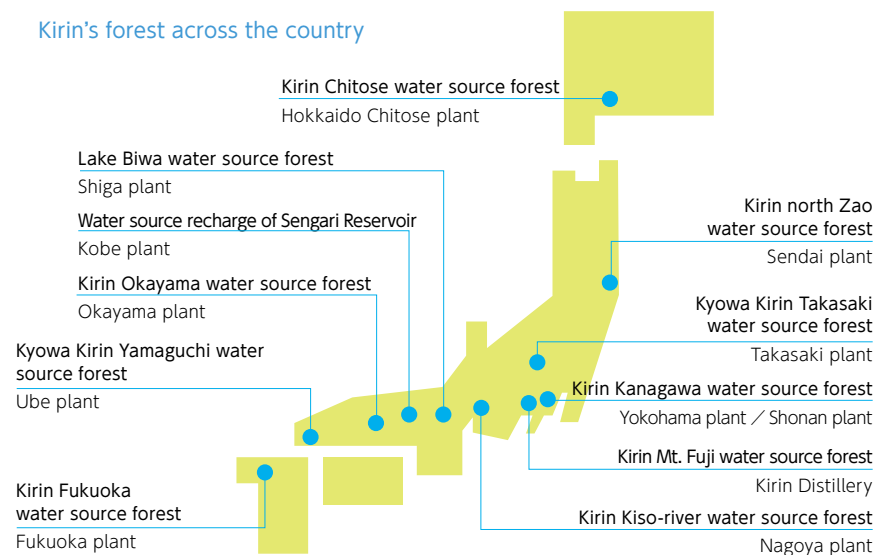 Kirin's forest across the country
Kirin Chitose water source forest
Hokkaido Chitose plant
Lake Biwa water source forest
Shiga plant
Water source recharge of Sengari Reservoir
Kobe plant
Kirin Okayama water source forest
Okayama plant
Kyowa Kirin Yamaguchi water
source forest
Ube plant
Kirin Fukuoka
water source forest
Fukuoka plant
Kirin north Zao
water source forest
Sendai plant
Kyowa Kirin Takasaki
water source forest
Takasaki plant
Kirin Kanagawa water source forest
Yokohama plant／Shonan plant
Kirin Mt. Fuji water source forest
Kirin Distillery
Kirin Kiso-river water source forest
Nagoya plant